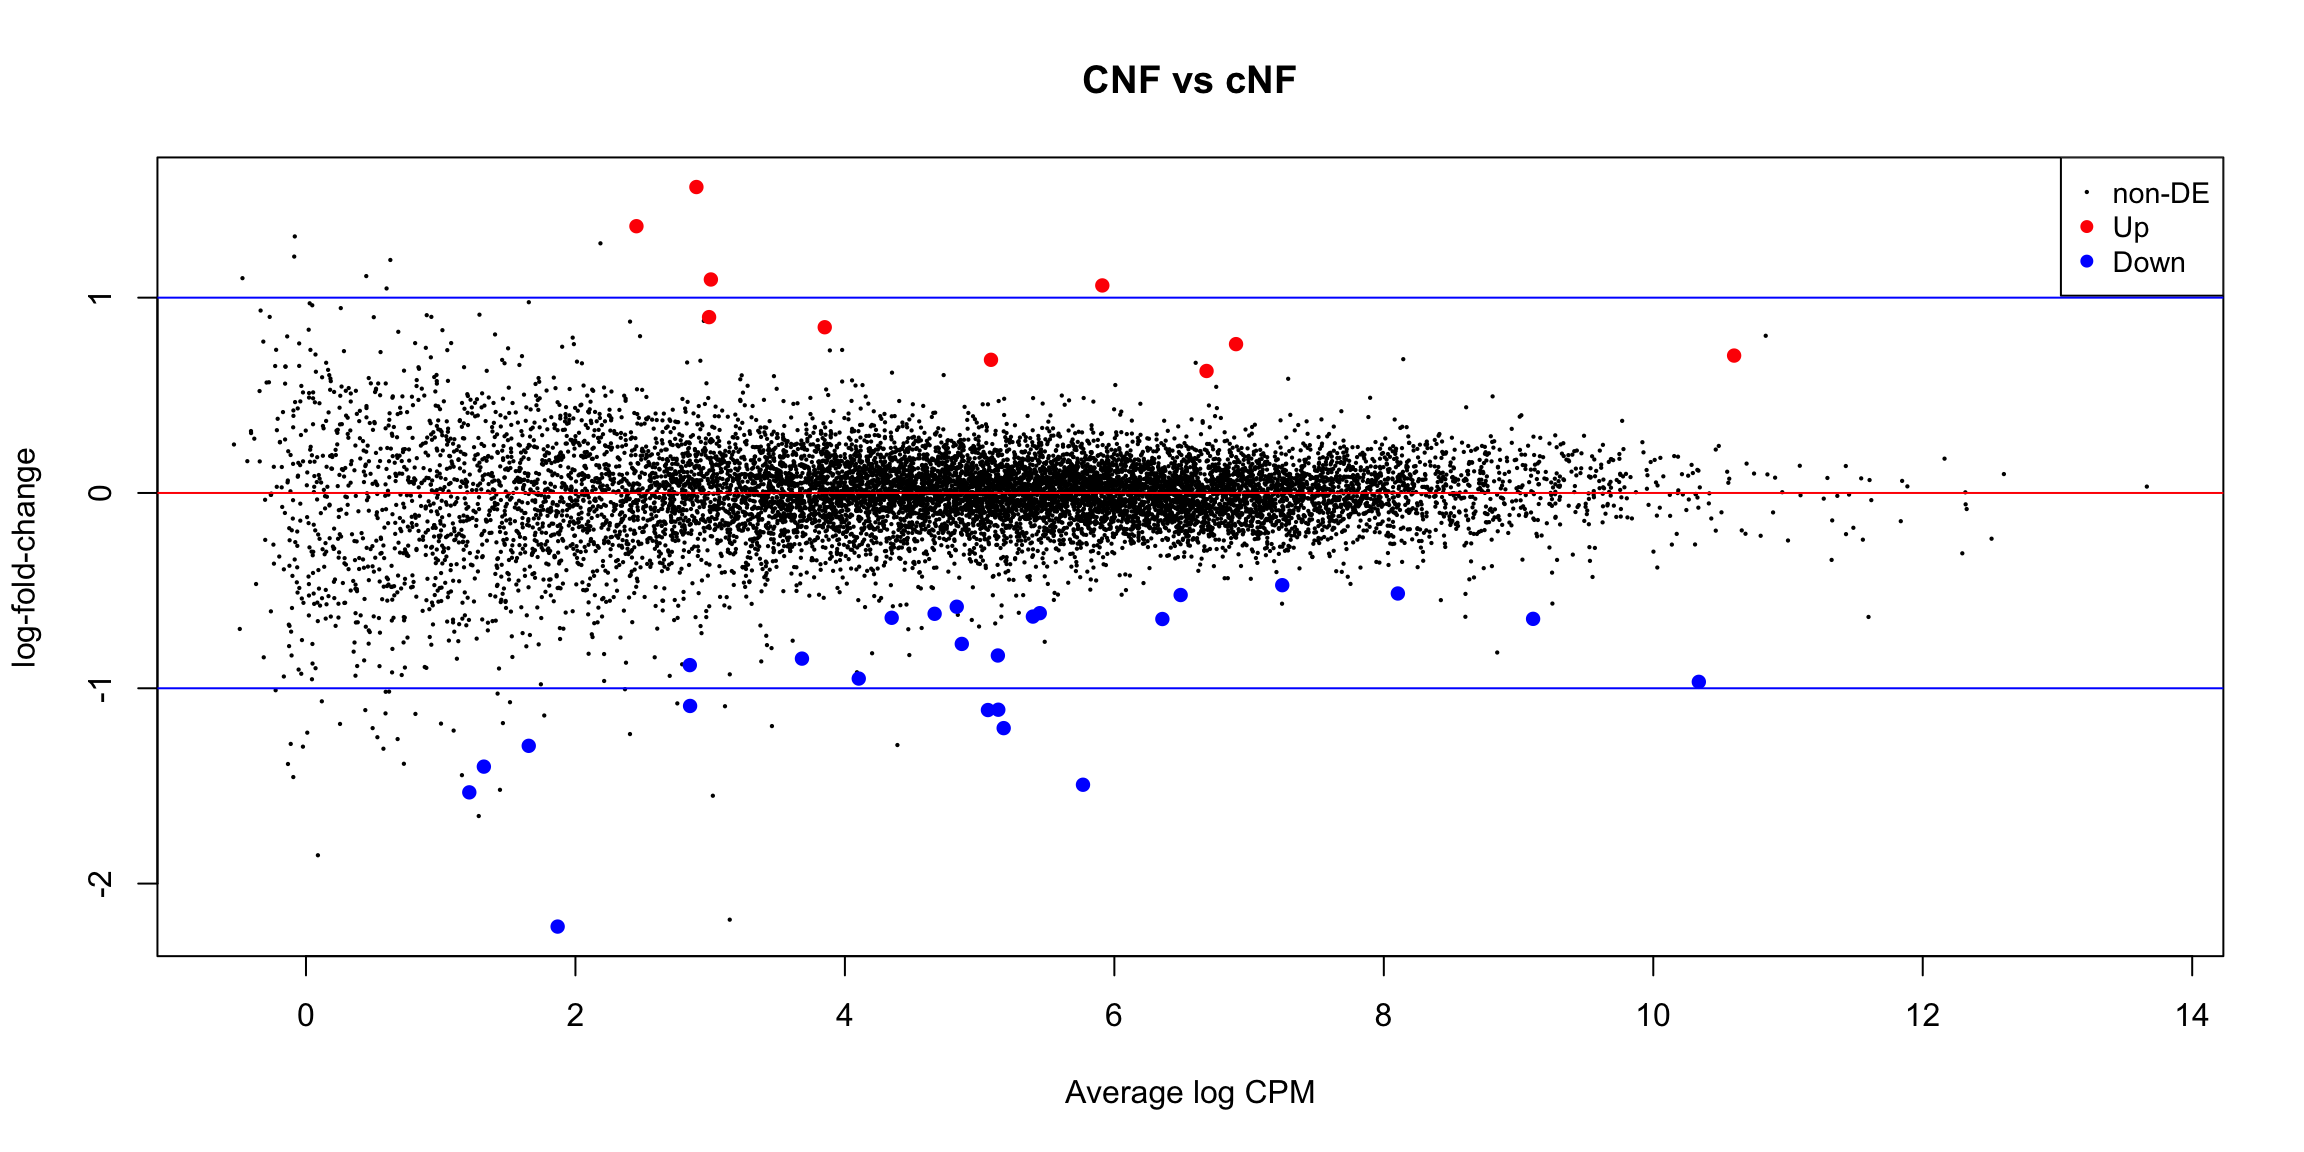 CNF vs cNF
non-DE
Up
Down
log-fold-change
1
0
-1
-2
0 2 4 6 8 10 12 14
Average log CPM